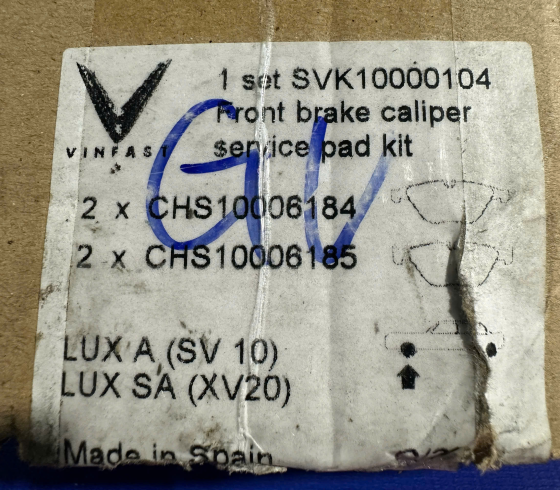 1 set SVK10000104
Front brake caliper
VINFAST service pad kit
2 x CHS10006184
2 x CHS10006185
LUX A (SV 10)
LUX SA (XV20)
Made in Spain